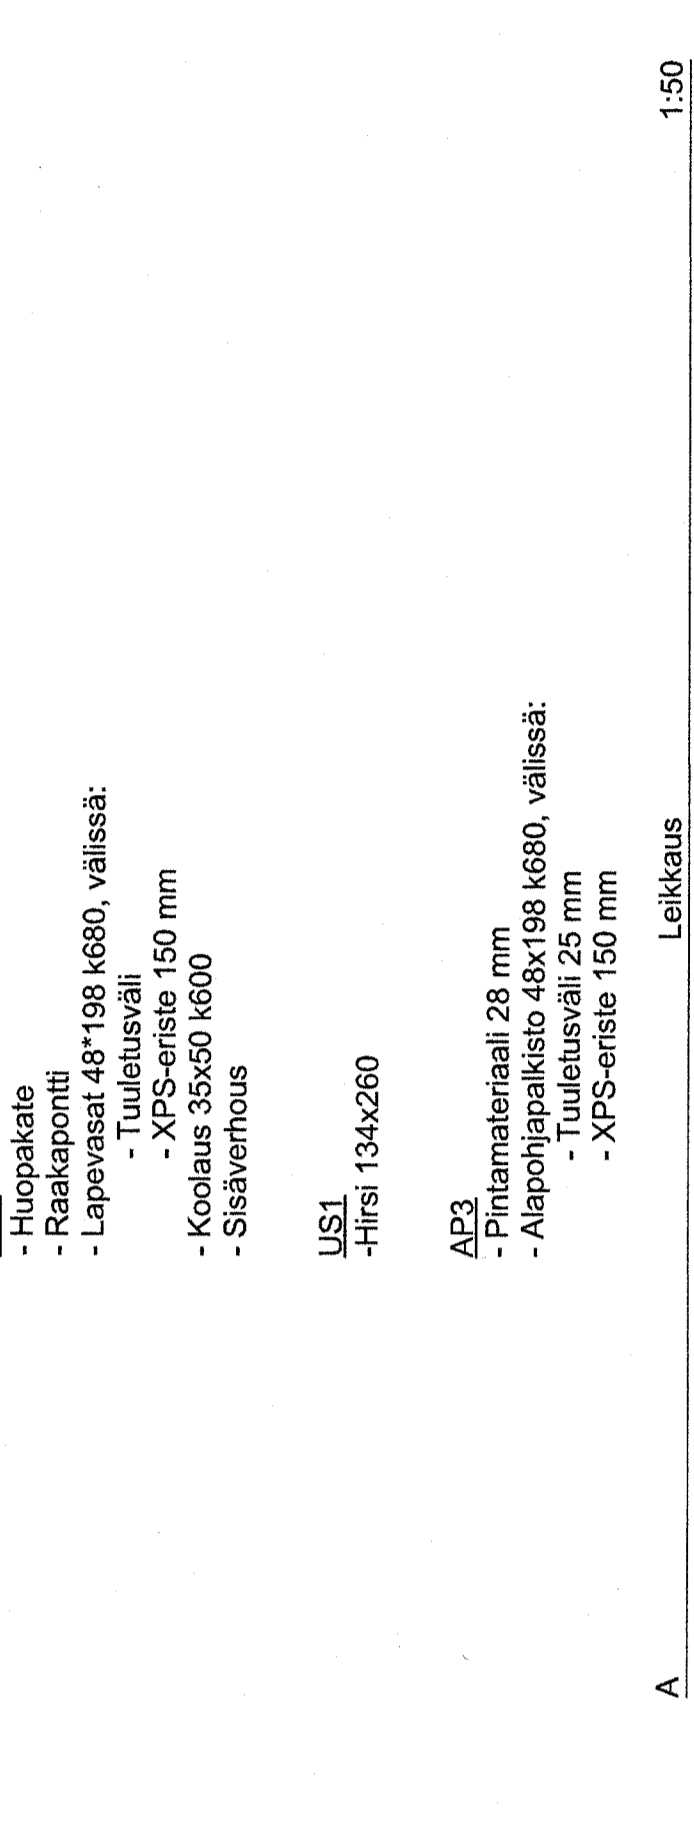 - Huopakate
- Raakapontti
- Lapevasat 48*198 k680, välissä:
- Tuuletusväli
- XPS-eriste 150 mm
- Koolaus 35x50 k600
- Sisäverhous
US1
-Hirsi 134x260
AP3
- Pintamateriaali 28 mm
- Alapohjapalkisto 48x198 k680, välissä:
- Tuuletusväli 25 mm
- XPS-eriste 150 mm
A Leikkaus 1:50